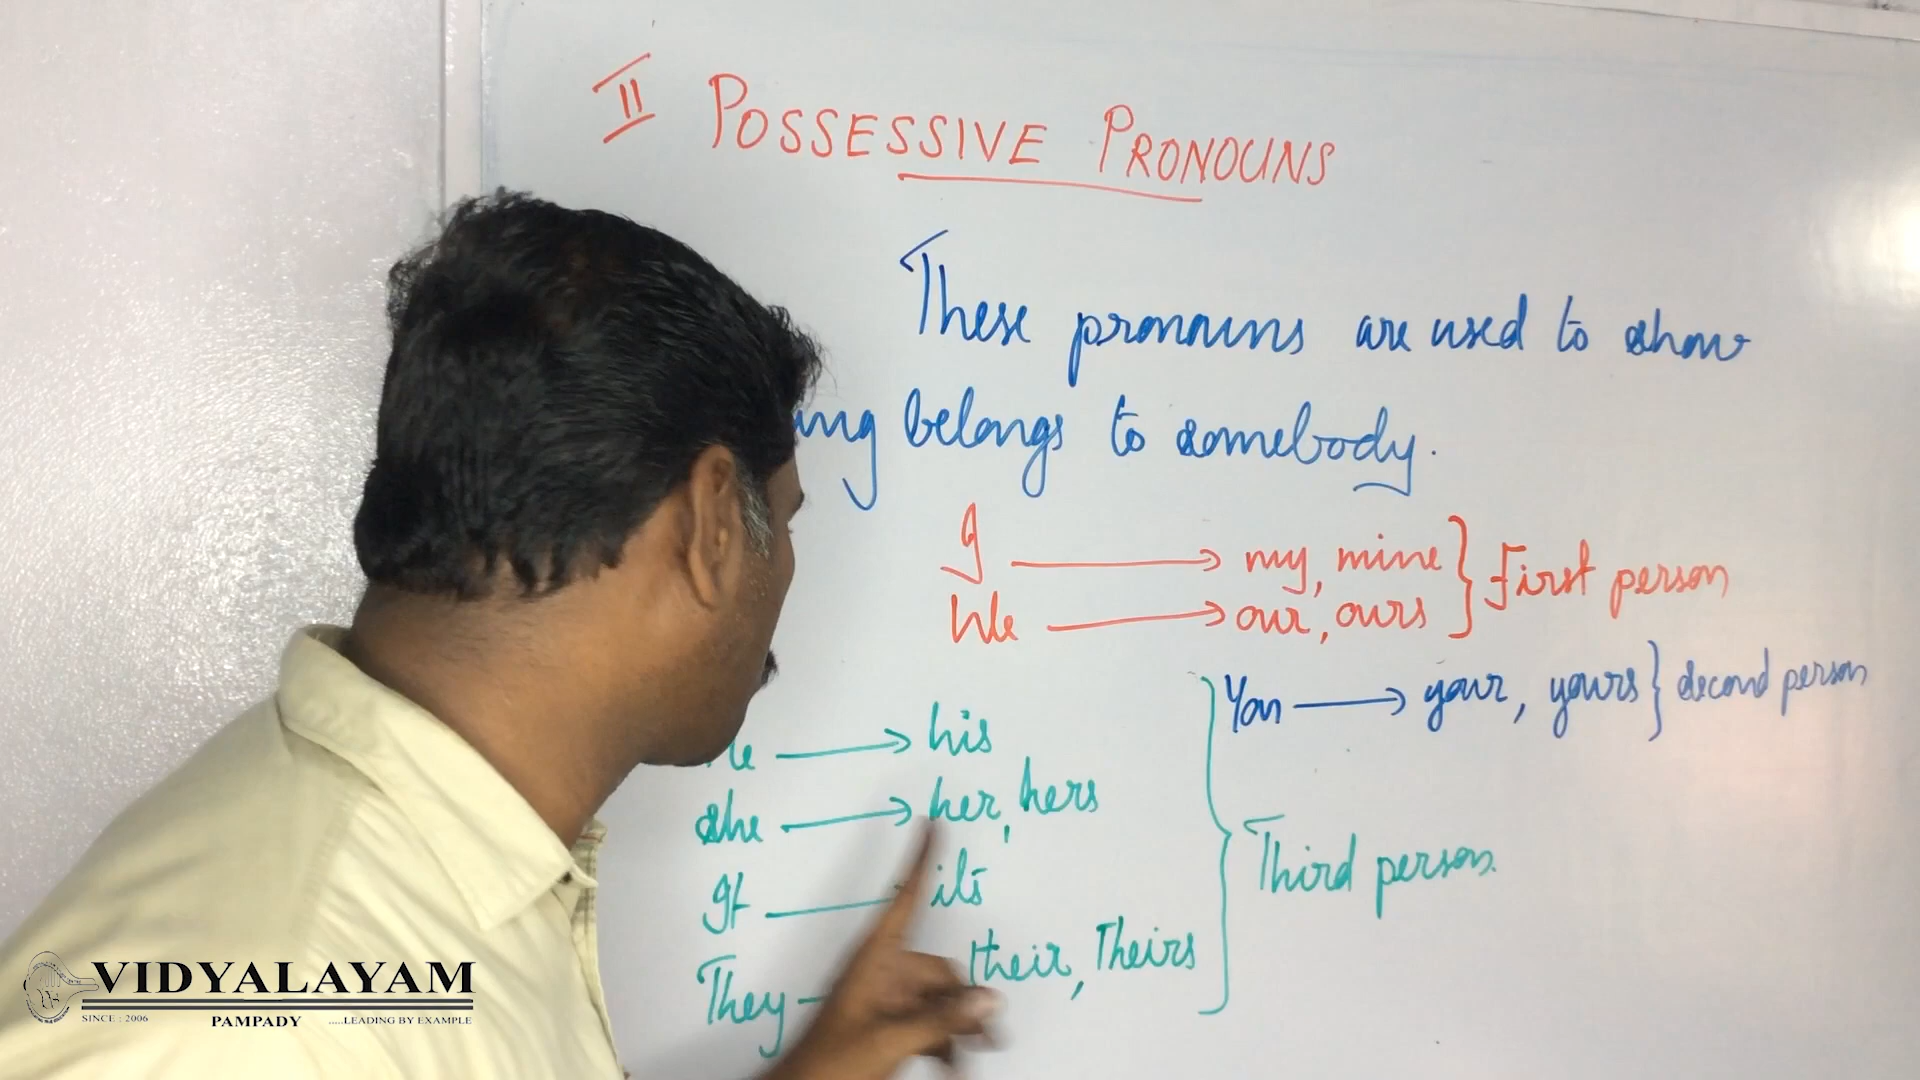 II POSSESSIVE PRONOUNS
These pronouns are used to show
belongs to somebody.
I → my, mine } First person
We → our, ours
You → your, yours } second person
→ his
she → her, hers
It → its
They their, Theirs
} Third person.
VIDYALAYAM
SINCE : 2006 PAMPADY .....LEADING BY EXAMPLE